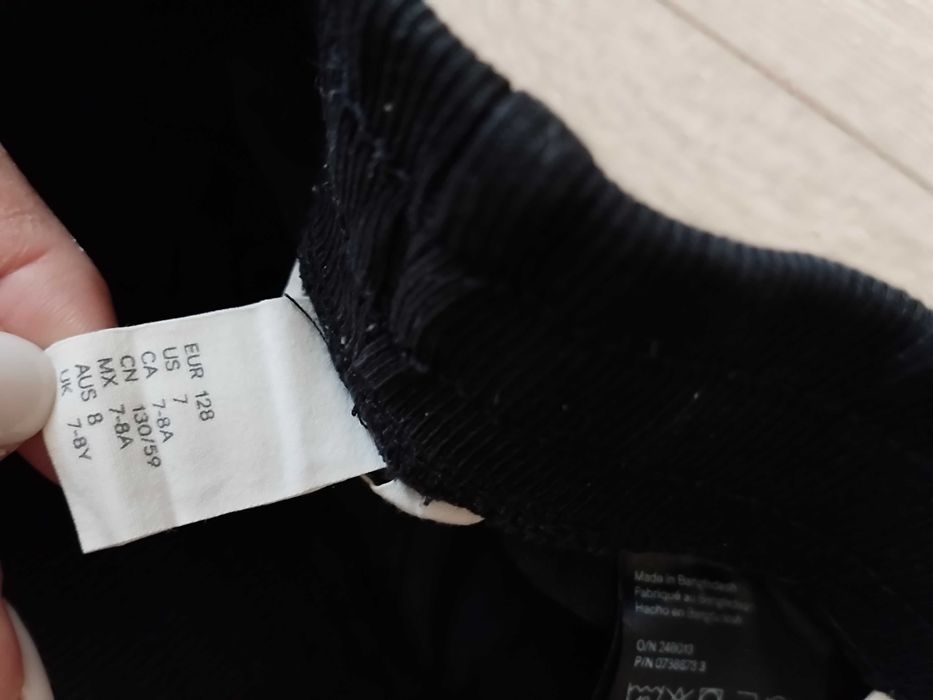 EUR 128
US 7
CA 7-8A
CN 130/59
MX 7-8A
AUS 8
UK 7-8Y
Made in Bangladesh
Fabriqué au Bangladesh
Hecho en Bangladesh
O/N 248013